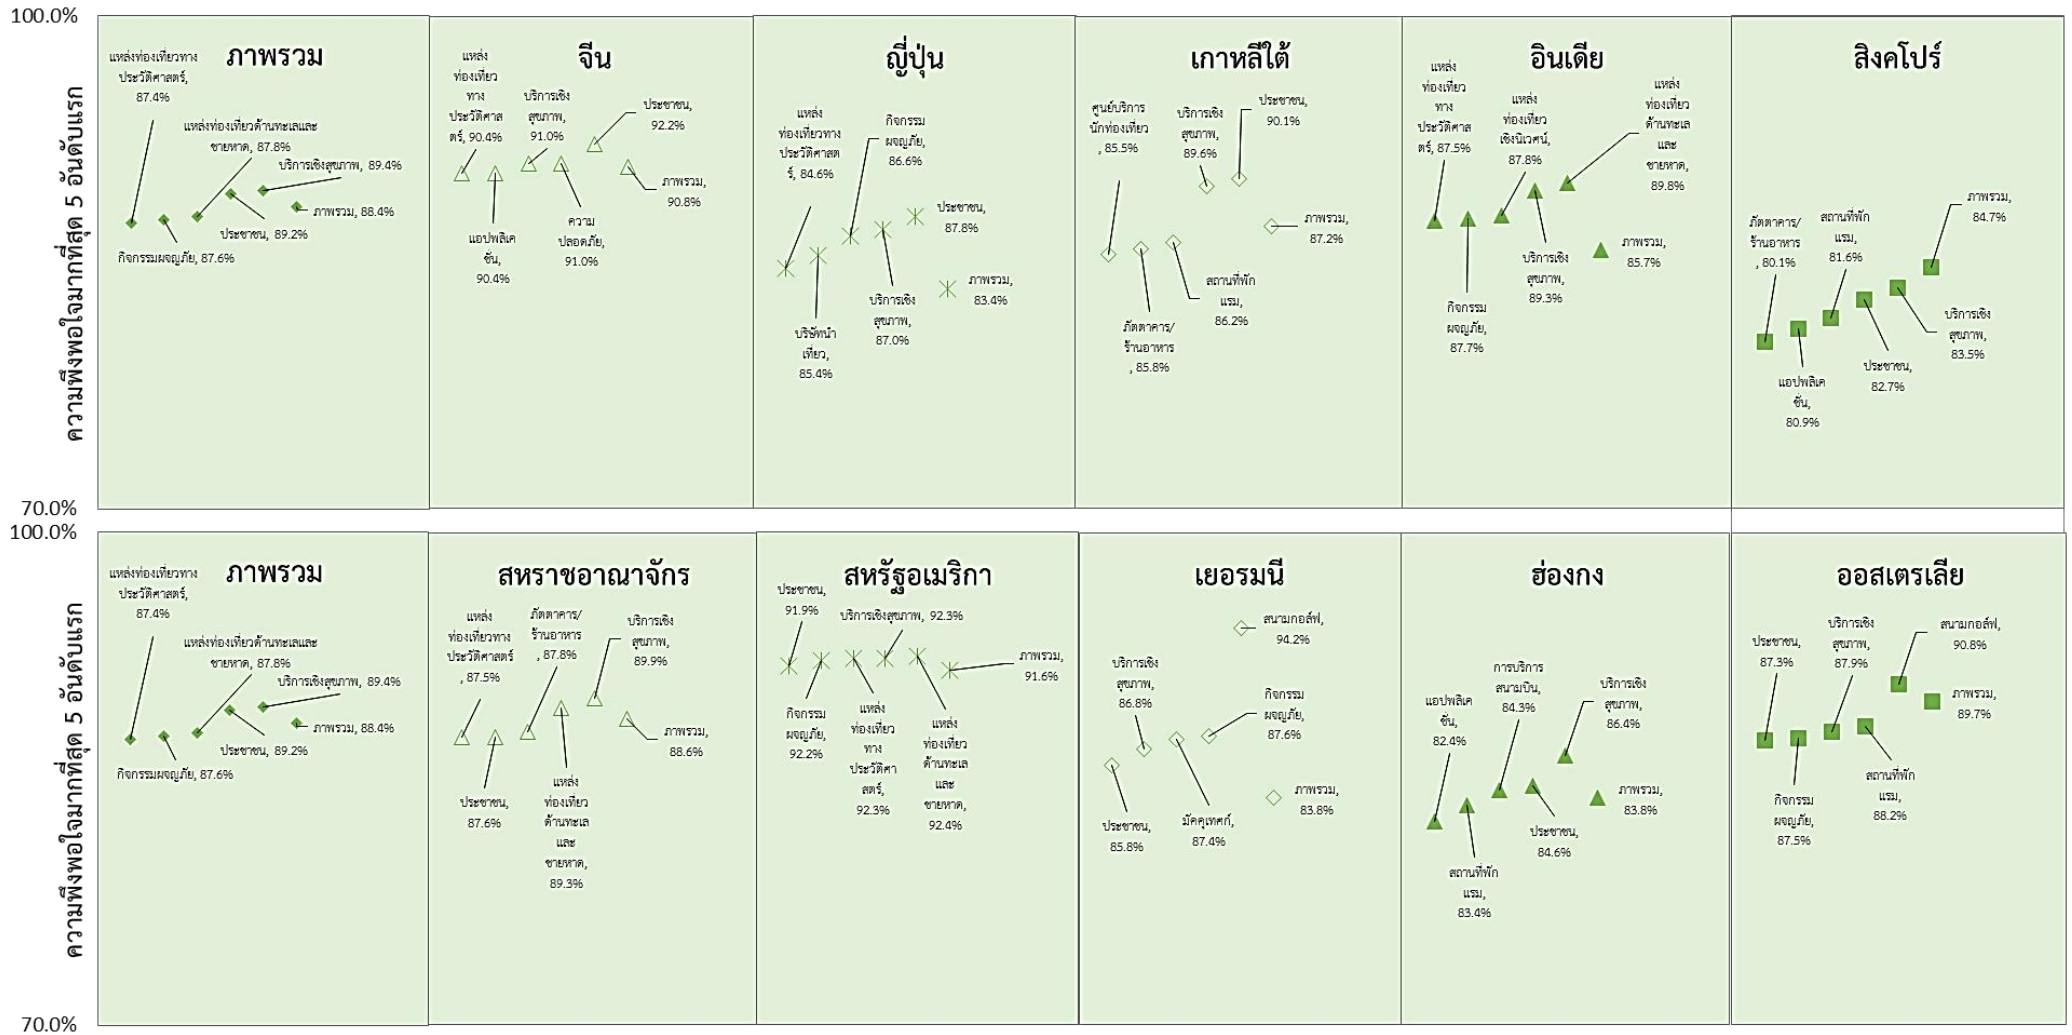 100.0%
ความพึงพอใจมากที่สุด 5 อันดับแรก
70.0%
ภาพรวม
แหล่งท่องเที่ยวทาง
ประวัติศาสตร์,
87.4%
แหล่งท่องเที่ยวด้านทะเลและ
ชายหาด, 87.8%
บริการเชิงสุขภาพ, 89.4%
ภาพรวม, 88.4%
ประชาชน, 89.2%
กิจกรรมผจญภัย, 87.6%
จีน
แหล่ง
ท่องเที่ยว
ทาง
ประวัติศาส
ตร์, 90.4%
บริการเชิง
สุขภาพ,
91.0%
ประชาชน,
92.2%
ภาพรวม,
90.8%
ความ
ปลอดภัย,
91.0%
แอปพลิเค
ชั่น,
90.4%
ญี่ปุ่น
แหล่ง
ท่องเที่ยวทาง
ประวัติศาสต
ร์, 84.6%
กิจกรรม
ผจญภัย,
86.6%
ประชาชน,
87.8%
ภาพรวม,
83.4%
บริการเชิง
สุขภาพ,
87.0%
บริษัทนำ
เที่ยว,
85.4%
เกาหลีใต้
ศูนย์บริการ
นักท่องเที่ยว
, 85.5%
บริการเชิง
สุขภาพ,
89.6%
ประชาชน,
90.1%
ภาพรวม,
87.2%
สถานที่พัก
แรม,
86.2%
ภัตตาคาร/
ร้านอาหาร
, 85.8%
อินเดีย
แหล่ง
ท่องเที่ยว
ทาง
ประวัติศาส
ตร์, 87.5%
แหล่ง
ท่องเที่ยว
เชิงนิเวศน์,
87.8%
แหล่ง
ท่องเที่ยว
ด้านทะเล
และ
ชายหาด,
89.8%
ภาพรวม,
85.7%
บริการเชิง
สุขภาพ,
89.3%
กิจกรรม
ผจญภัย,
87.7%
สิงคโปร์
ภัตตาคาร/
ร้านอาหาร
, 80.1%
สถานที่พัก
แรม,
81.6%
ภาพรวม,
84.7%
บริการเชิง
สุขภาพ,
83.5%
ประชาชน,
82.7%
แอปพลิเค
ชั่น,
80.9%
100.0%
ความพึงพอใจมากที่สุด 5 อันดับแรก
70.0%
ภาพรวม
แหล่งท่องเที่ยวทาง
ประวัติศาสตร์,
87.4%
แหล่งท่องเที่ยวด้านทะเลและ
ชายหาด, 87.8%
บริการเชิงสุขภาพ, 89.4%
ภาพรวม, 88.4%
ประชาชน, 89.2%
กิจกรรมผจญภัย, 87.6%
สหราชอาณาจักร
แหล่ง
ท่องเที่ยวทาง
ประวัติศาสตร์
, 87.5%
ภัตตาคาร/
ร้านอาหาร
, 87.8%
บริการเชิง
สุขภาพ,
89.9%
ภาพรวม,
88.6%
ประชาชน,
87.6%
แหล่ง
ท่องเที่ยว
ด้านทะเล
และ
ชายหาด,
89.3%
สหรัฐอเมริกา
ประชาชน,
91.9%
บริการเชิงสุขภาพ, 92.3%
ภาพรวม,
91.6%
กิจกรรม
ผจญภัย,
92.2%
แหล่ง
ท่องเที่ยว
ทาง
ประวัติศา
สตร์,
92.3%
แหล่ง
ท่องเที่ยว
ด้านทะเล
และ
ชายหาด,
92.4%
เยอรมนี
สนามกอล์ฟ,
94.2%
บริการเชิง
สุขภาพ,
86.8%
กิจกรรม
ผจญภัย,
87.6%
ภาพรวม,
83.8%
ประชาชน,
85.8%
มัคคุเทศก์,
87.4%
ฮ่องกง
แอปพลิเค
ชั่น,
82.4%
การบริการ
สนามบิน,
84.3%
บริการเชิง
สุขภาพ,
86.4%
ภาพรวม,
83.8%
ประชาชน,
84.6%
สถานที่พัก
แรม,
83.4%
ออสเตรเลีย
ประชาชน,
87.3%
บริการเชิง
สุขภาพ,
87.9%
สนามกอล์ฟ,
90.8%
ภาพรวม,
89.7%
สถานที่พัก
แรม,
88.2%
กิจกรรม
ผจญภัย,
87.5%